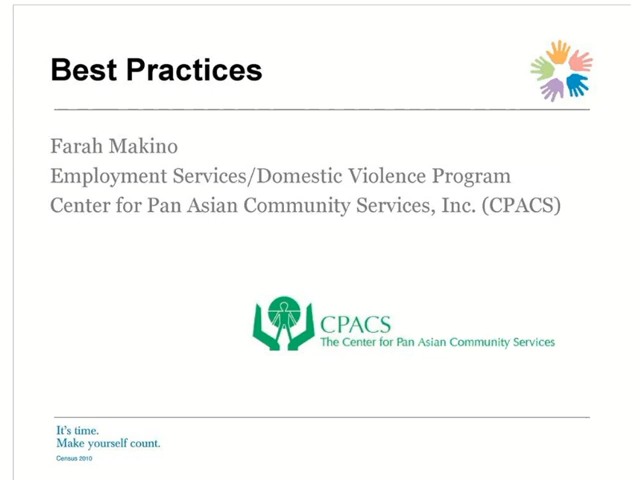 Best Practices
Farah Makino
Employment Services/Domestic Violence Program
Center for Pan Asian Community Services, Inc. (CPACS)
CPACS
The Center for Pan Asian Community Services
It's time.
Make yourself count.
Census 2010